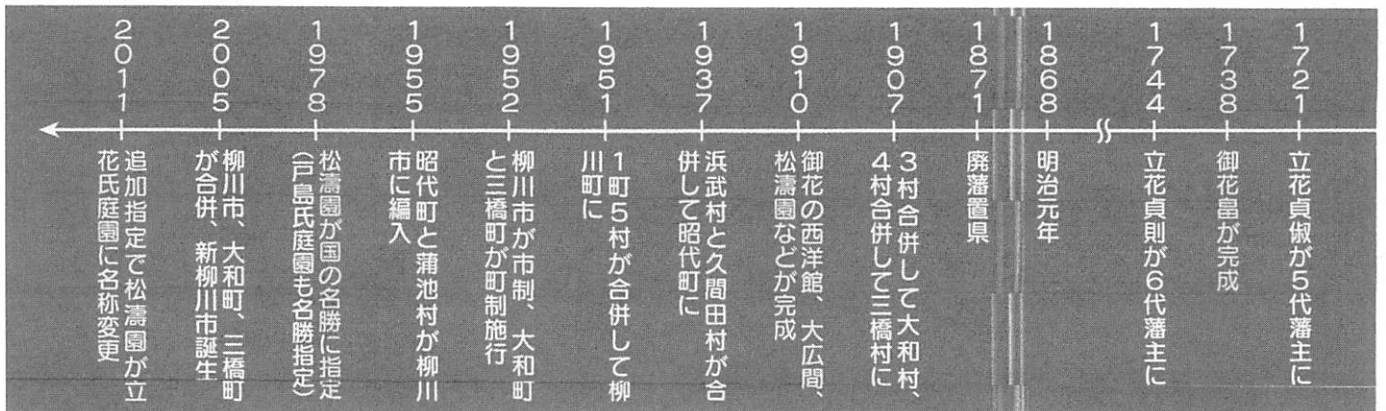 1721
立花貞俶が5代藩主に
1738
御花畠が完成
1744
立花貞則が6代藩主に
1868
明治元年
1871
廃藩置県
1907
3村合併して大和村、
4村合併して三橋村に
1910
御花の西洋館、大広間、
松濤園などが完成
1937
浜武村と久間田村が合
併して昭代町に
1951
1町5村が合併して柳
川町に
1952
柳川市が市制、大和町
と三橋町が町制施行
1955
昭代町と蒲池村が柳川
市に編入
1978
松濤園が国の名勝に指定
(戸島氏庭園も名勝指定)
2005
柳川市、大和町、三橋町
が合併、新柳川市誕生
2011
追加指定で松濤園が立
花氏庭園に名称変更